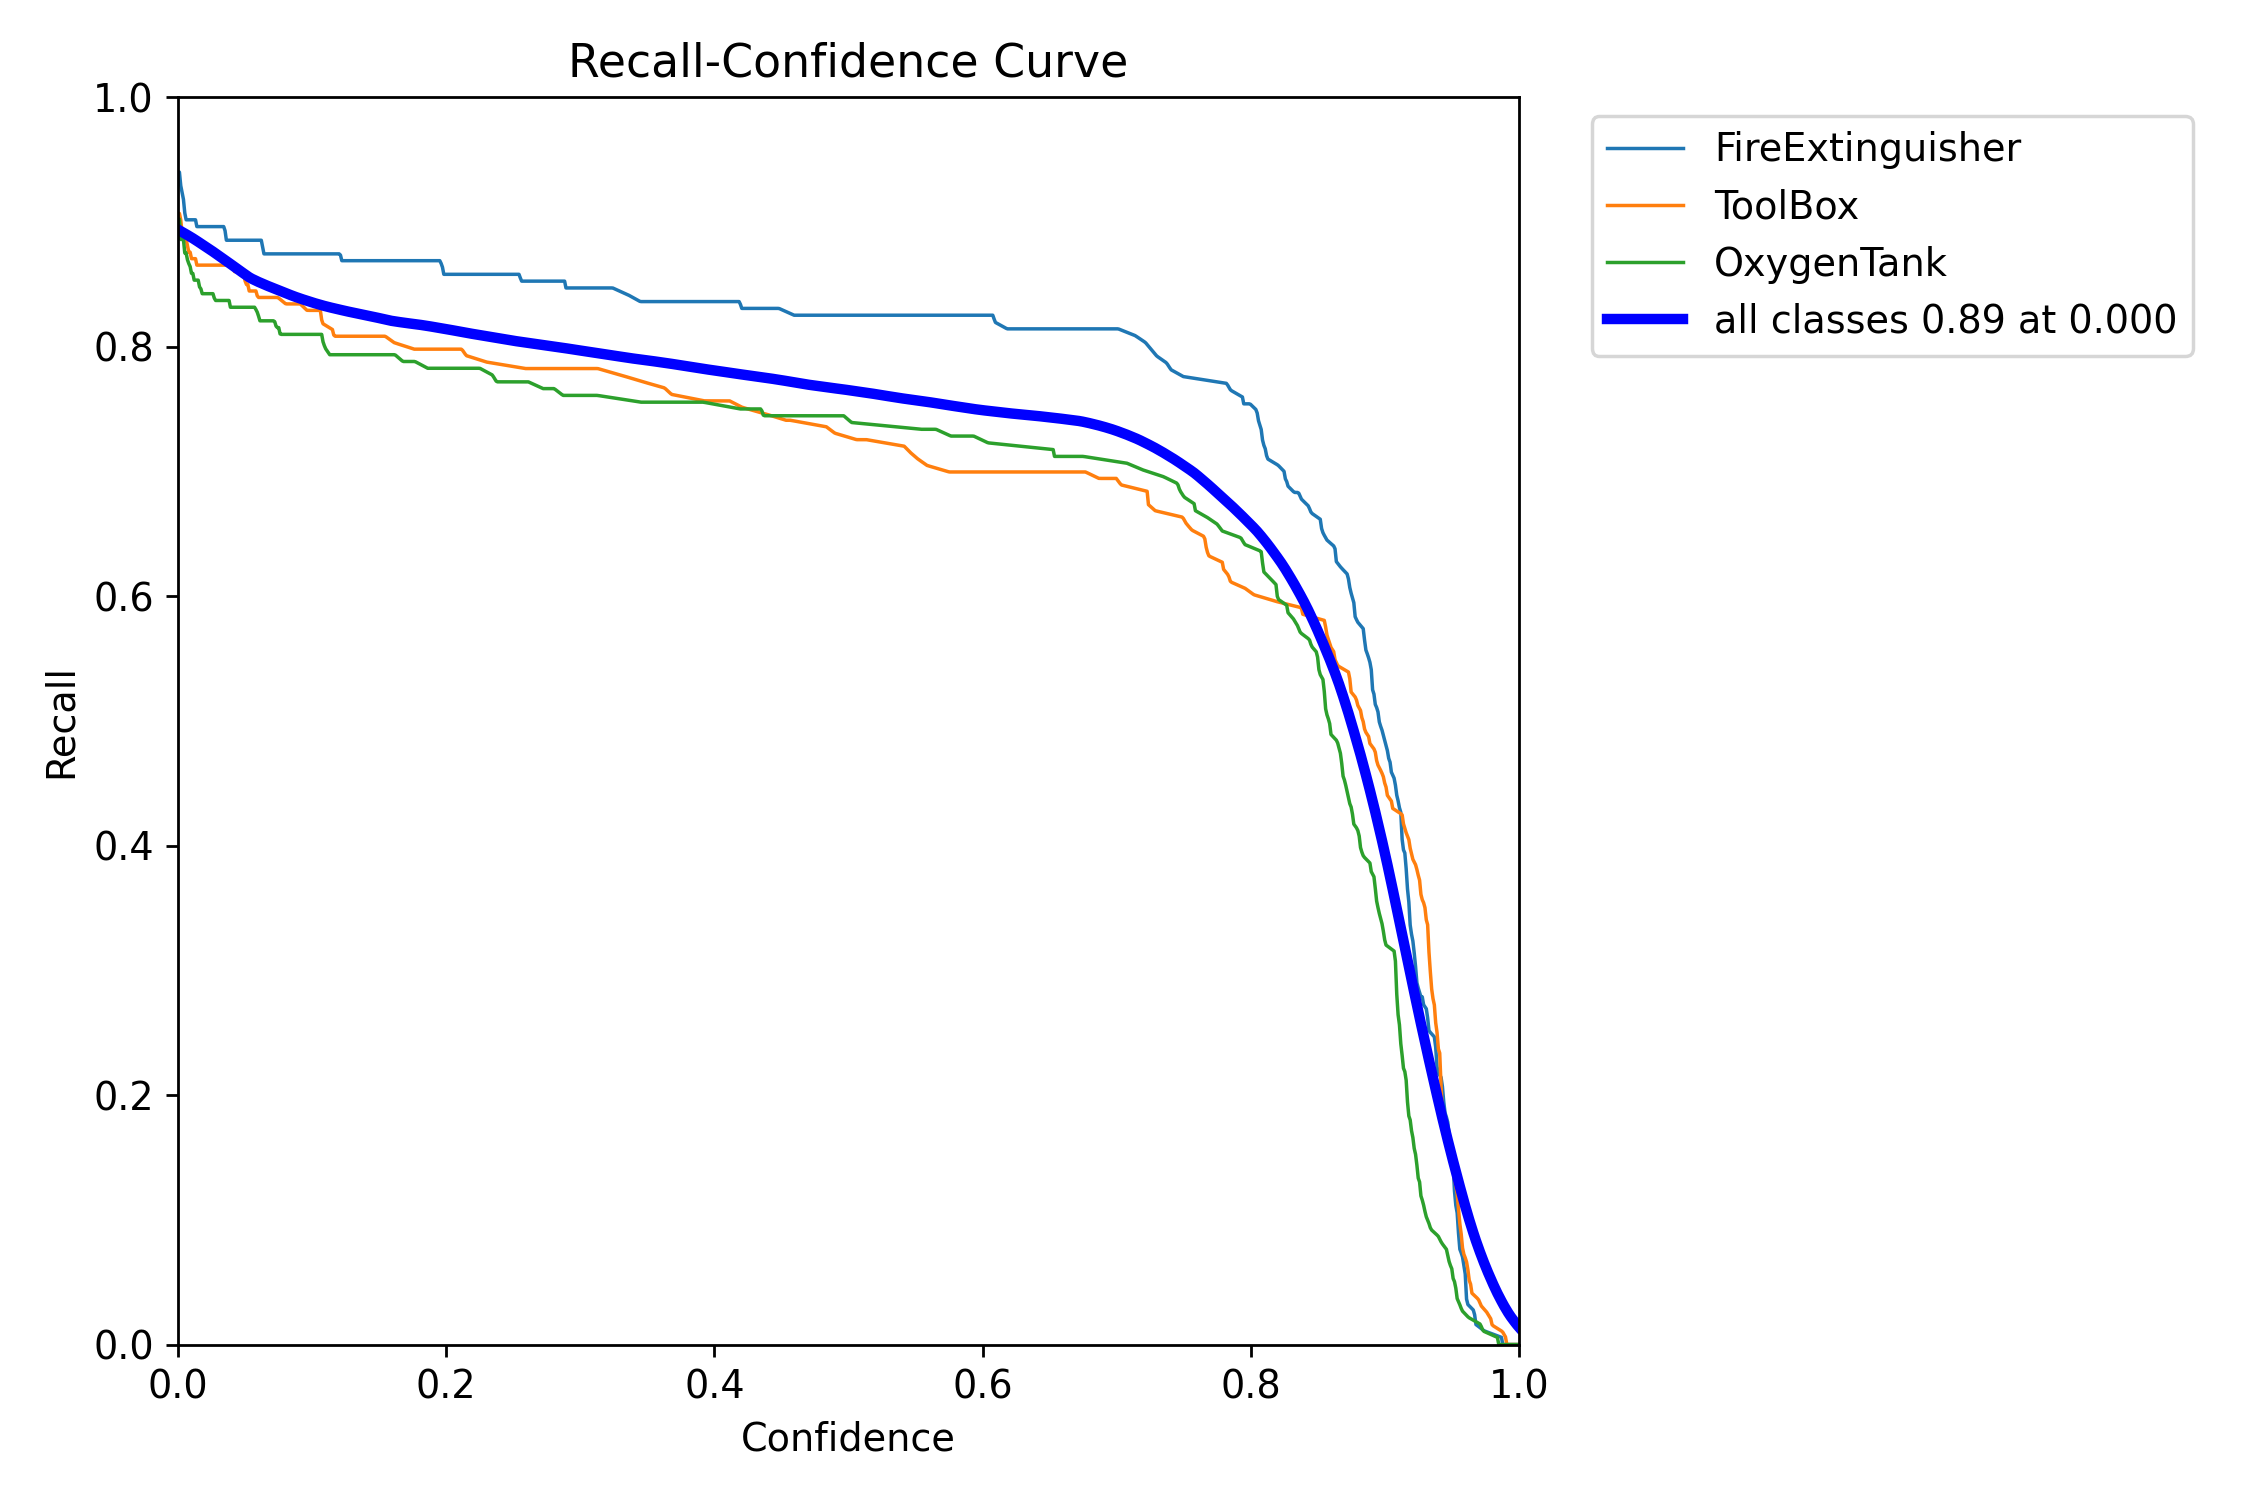 Recall-Confidence Curve
1.0
0.8
0.6
0.4
0.2
0.0
Recall
0.0 0.2 0.4 0.6 0.8 1.0
Confidence
FireExtinguisher
ToolBox
OxygenTank
all classes 0.89 at 0.000